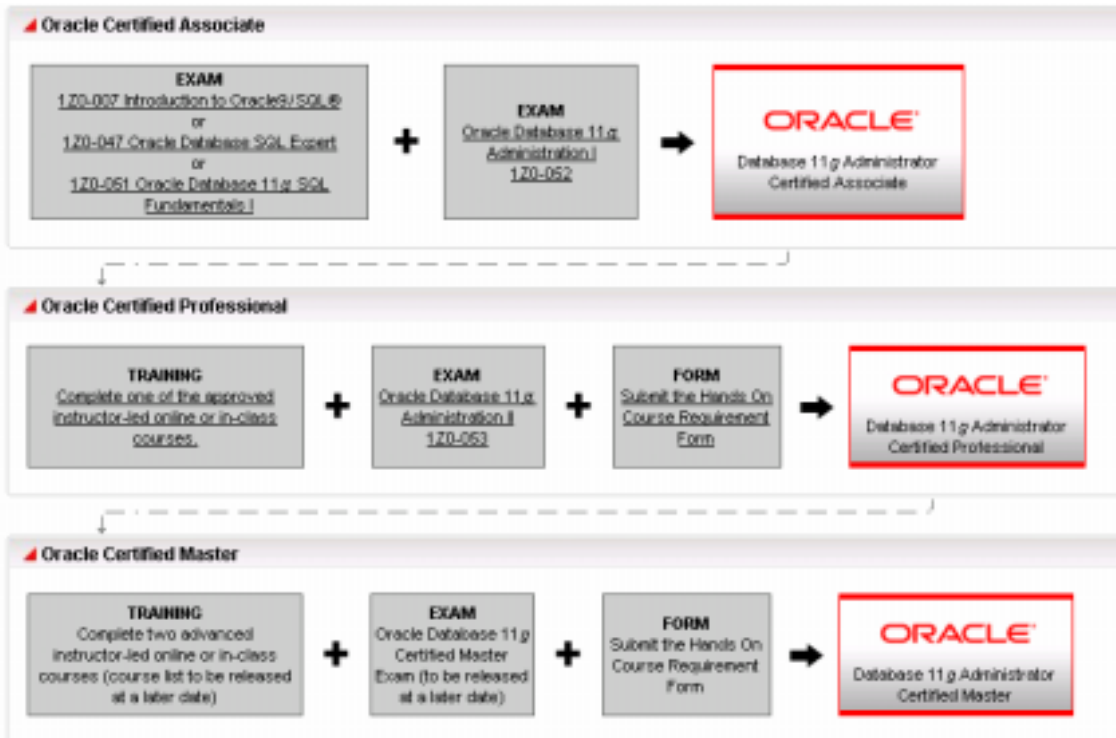 Oracle Certified Associate
EXAM
1Z0-007 Introduction to Oracle9i SQL®
or
1Z0-047 Oracle Database SQL Expert
or
1Z0-051 Oracle Database 11g SQL
Fundamentals I
EXAM
Oracle Database 11g
Administration I
1Z0-052
ORACLE®
Database 11g Administrator
Certified Associate
Oracle Certified Professional
TRAINING
Complete one of the approved
instructor-led online or in-class
courses.
EXAM
Oracle Database 11g
Administration II
1Z0-053
FORM
Submit the Hands On
Course Requirement
Form
ORACLE®
Database 11g Administrator
Certified Professional
Oracle Certified Master
TRAINING
Complete two advanced
instructor-led online or in-class
courses (course list to be released
at a later date)
EXAM
Oracle Database 11g
Certified Master
Exam (to be released
at a later date)
FORM
Submit the Hands On
Course Requirement
Form
ORACLE®
Database 11g Administrator
Certified Master